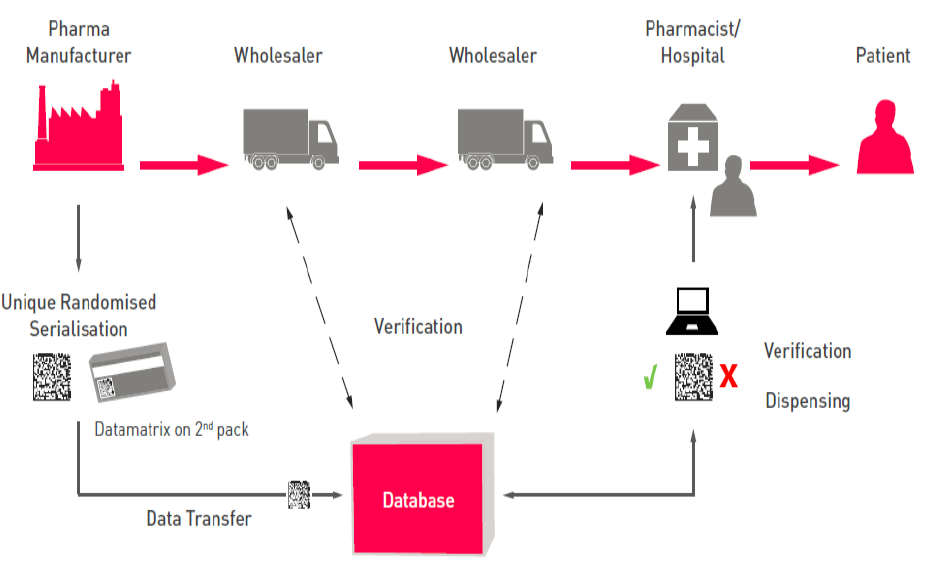 Pharma
Manufacturer
Wholesaler
Wholesaler
Pharmacist/
Hospital
Patient
Unique Randomised
Serialisation
Datamatrix on 2nd pack
Data Transfer
Verification
Database
Verification
Dispensing